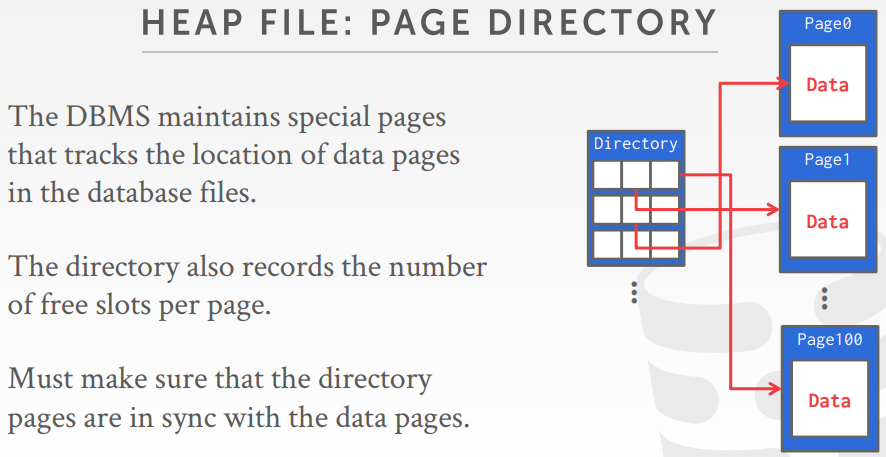 HEAP FILE: PAGE DIRECTORY
The DBMS maintains special pages
that tracks the location of data pages
in the database files.
The directory also records the number
of free slots per page.
Must make sure that the directory
pages are in sync with the data pages.
Directory
Page0
Data
Page1
Data
Page100
Data